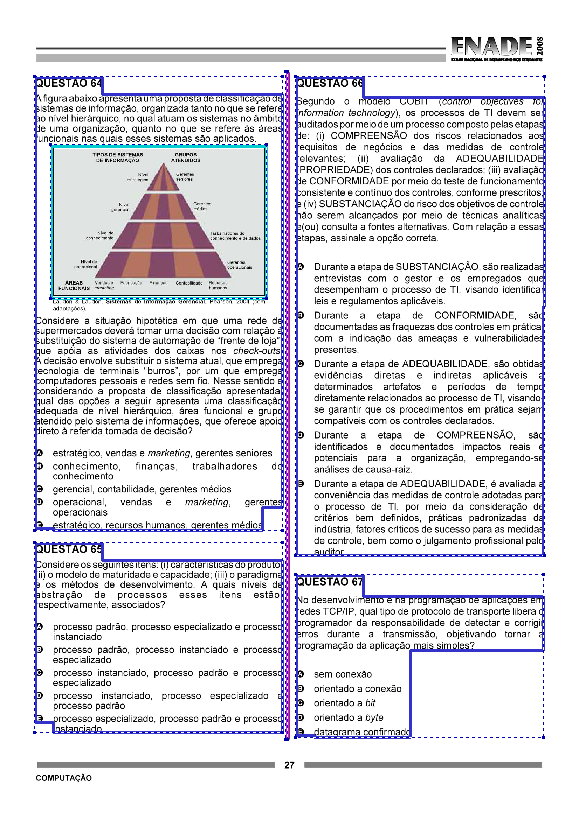 ENADE 2008
EXAME NACIONAL DE DESEMPENHO DOS ESTUDANTES
QUESTÃO 64
A figura abaixo apresenta uma proposta de classificação de
sistemas de informação, organizada tanto no que se refere
ao nível hierárquico, no qual atuam os sistemas no âmbito
de uma organização, quanto no que se refere às áreas
funcionais nas quais esses sistemas são aplicados.
TIPOS DE SISTEMAS
DE INFORMAÇÃO
GRUPOS
ATENDIDOS
Nível
estratégico
Gerentes
seniores
Nível
gerencial
Gerentes
médios
Nível de
conhecimento
Trabalhadores do
conhecimento e de dados
Nível
operacional
Gerentes
operacionais
ÁREAS
FUNCIONAIS
Vendas e
marketing
Fabricação
Finanças
Contabilidade
Recursos
humanos
adaptações).
Considere a situação hipotética em que uma rede de
supermercados deverá tomar uma decisão com relação à
substituição do sistema de automação de "frente de loja",
que apóia as atividades dos caixas nos check-outs.
A decisão envolve substituir o sistema atual, que emprega
tecnologia de terminais "burros", por um que emprega
computadores pessoais e redes sem fio. Nesse sentido e
considerando a proposta de classificação apresentada,
qual das opções a seguir apresenta uma classificação
adequada de nível hierárquico, área funcional e grupo
atendido pelo sistema de informações, que oferece apoio
direto à referida tomada de decisão?
A estratégico, vendas e marketing, gerentes seniores
B conhecimento, finanças, trabalhadores do
conhecimento
C gerencial, contabilidade, gerentes médios
D operacional, vendas e marketing, gerentes
operacionais
E estratégico, recursos humanos, gerentes médios
QUESTÃO 65
Considere os seguintes itens: (i) características do produto;
(ii) o modelo de maturidade e capacidade; (iii) o paradigma
e os métodos de desenvolvimento. A quais níveis de
abstração de processos esses itens estão,
respectivamente, associados?
A processo padrão, processo especializado e processo
instanciado
B processo padrão, processo instanciado e processo
especializado
C processo instanciado, processo padrão e processo
especializado
D processo instanciado, processo especializado e
processo padrão
E processo especializado, processo padrão e processo
instanciado
QUESTÃO 66
Segundo o modelo COBIT (control objectives for
information technology), os processos de TI devem ser
auditados por meio de um processo composto pelas etapas
de: (i) COMPREENSÃO dos riscos relacionados aos
requisitos de negócios e das medidas de controle
relevantes; (ii) avaliação da ADEQUABILIDADE
(PROPRIEDADE) dos controles declarados; (iii) avaliação
de CONFORMIDADE por meio do teste de funcionamento
consistente e contínuo dos controles, conforme prescritos;
e (iv) SUBSTANCIAÇÃO do risco dos objetivos de controle
não serem alcançados por meio de técnicas analíticas
e(ou) consulta a fontes alternativas. Com relação a essas
etapas, assinale a opção correta.
A Durante a etapa de SUBSTANCIAÇÃO, são realizadas
entrevistas com o gestor e os empregados que
desempenham o processo de TI, visando identificar
leis e regulamentos aplicáveis.
B Durante a etapa de CONFORMIDADE, são
documentadas as fraquezas dos controles em prática,
com a indicação das ameaças e vulnerabilidades
presentes.
C Durante a etapa de ADEQUABILIDADE, são obtidas
evidências diretas e indiretas aplicáveis a
determinados artefatos e períodos de tempo
diretamente relacionados ao processo de TI, visando-
se garantir que os procedimentos em prática sejam
compatíveis com os controles declarados.
D Durante a etapa de COMPREENSÃO, são
identificados e documentados impactos reais e
potenciais para a organização, empregando-se
análises de causa-raiz.
E Durante a etapa de ADEQUABILIDADE, é avaliada a
conveniência das medidas de controle adotadas para
o processo de TI, por meio da consideração de
critérios bem definidos, práticas padronizadas da
indústria, fatores críticos de sucesso para as medidas
de controle, bem como o julgamento profissional pelo
auditor.
QUESTÃO 67
No desenvolvimento e na programação de aplicações em
redes TCP/IP, qual tipo de protocolo de transporte libera o
programador da responsabilidade de detectar e corrigir
erros durante a transmissão, objetivando tornar a
programação da aplicação mais simples?
A sem conexão
B orientado a conexão
C orientado a bit
D orientado a byte
E datagrama confirmado
27
COMPUTAÇÃO